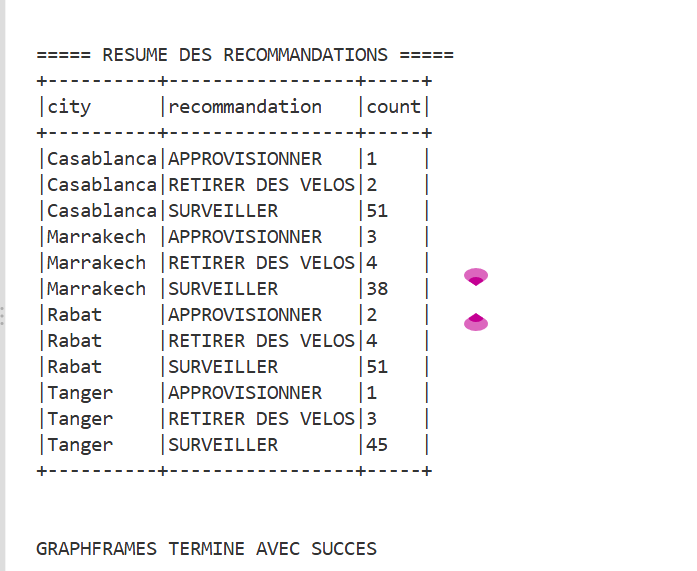 ===== RESUME DES RECOMMANDATIONS =====
+----------+-----------------+-----+
|city      |recommandation   |count|
+----------+-----------------+-----+
|Casablanca|APPROVISIONNER   |1    |
|Casablanca|RETIRER DES VELOS|2    |
|Casablanca|SURVEILLER       |51   |
|Marrakech |APPROVISIONNER   |3    |
|Marrakech |RETIRER DES VELOS|4    |
|Marrakech |SURVEILLER       |38   |
|Rabat     |APPROVISIONNER   |2    |
|Rabat     |RETIRER DES VELOS|4    |
|Rabat     |SURVEILLER       |51   |
|Tanger    |APPROVISIONNER   |1    |
|Tanger    |RETIRER DES VELOS|3    |
|Tanger    |SURVEILLER       |45   |
+----------+-----------------+-----+
GRAPHFRAMES TERMINE AVEC SUCCES